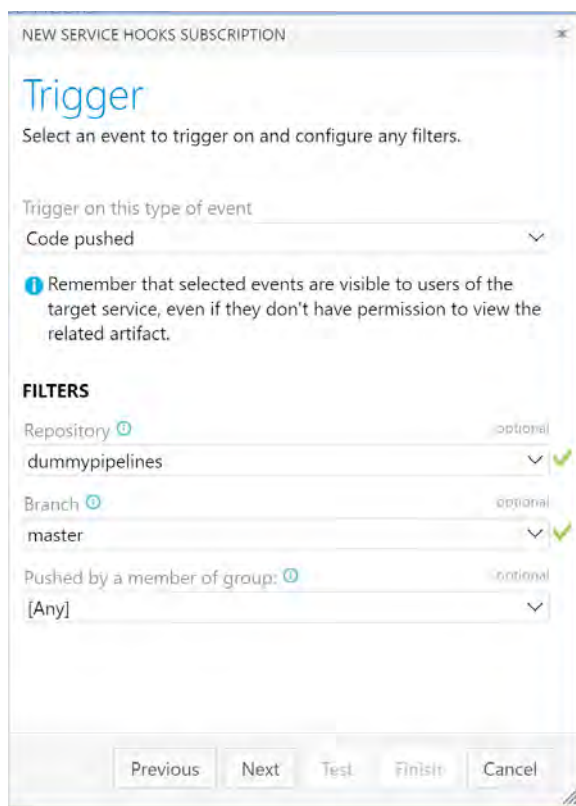 NEW SERVICE HOOKS SUBSCRIPTION
Trigger
Select an event to trigger on and configure any filters.
Trigger on this type of event
Code pushed
Remember that selected events are visible to users of the
target service, even if they don't have permission to view the
related artifact.
FILTERS
Repository optional
dummypipelines
Branch optional
master
Pushed by a member of group: optional
[Any]
Previous Next Test Finish Cancel